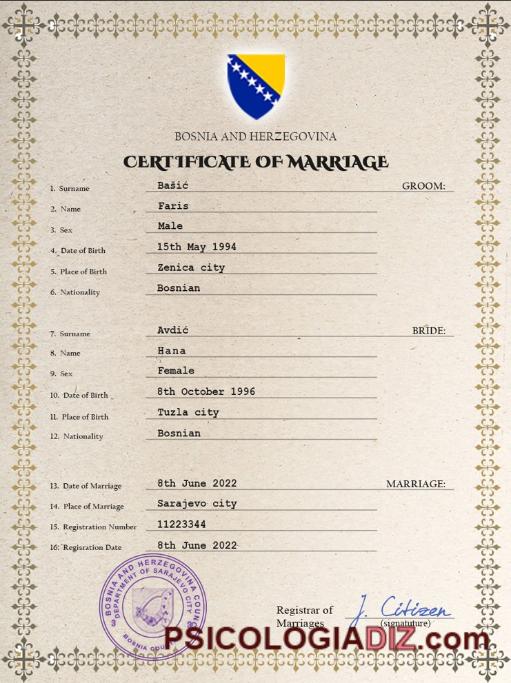 BOSNIA AND HERZEGOVINA
CERTIFICATE OF MARRIAGE
1. Surname Bašić GROOM:
2. Name Faris
3. Sex Male
4. Date of Birth 15th May 1994
5. Place of Birth Zenica city
6. Nationality Bosnian
7. Surname Avdić BRIDE:
8. Name Hana
9. Sex Female
10. Date of Birth 8th October 1996
11. Place of Birth Tuzla city
12. Nationality Bosnian
13. Date of Marriage 8th June 2022 MARRIAGE:
14. Place of Marriage Sarajevo city
15. Registration Number 11223344
16. Regisration Date 8th June 2022
BOSNIA AND HERZEGOVINA
DEPARTMENT OF SARAJEVO CITY
BOSNIA
Registrar of
Marriages
J. Citizen
(signatuture)
PSICOLOGIADIZ.com